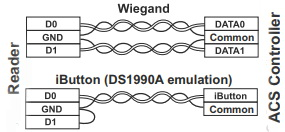 Wiegand
D0 DATA0
GND Common
D1 DATA1
Reader
ACS Controller
iButton (DS1990A emulation)
D0 iButton
GND Common
D1